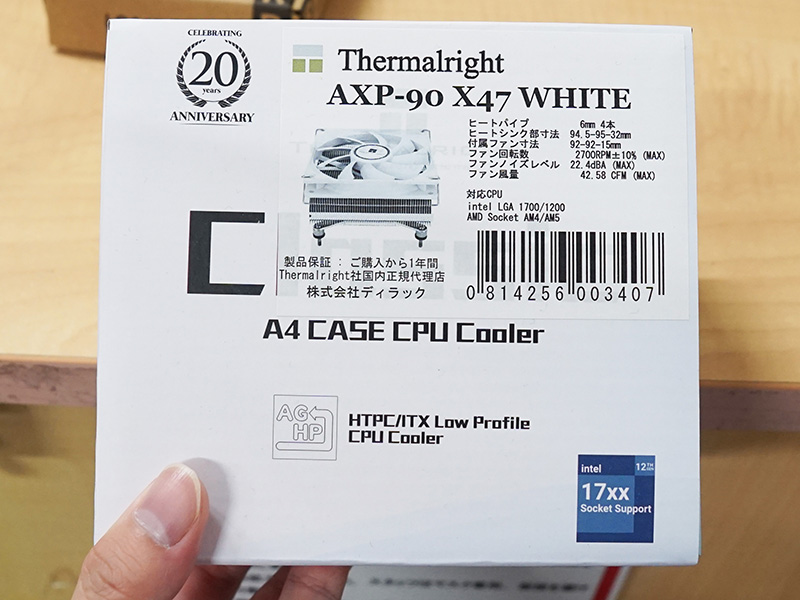 CELEBRATING
20
years
ANNIVERSARY
Thermalright
AXP-90 X47 WHITE
ヒートパイプ 6mm 4本
ヒートシンク部寸法 94.5-95-32mm
付属ファン寸法 92-92-15mm
ファン回転数 2700RPM±10% (MAX)
ファンノイズレベル 22.4dBA (MAX)
ファン風量 42.58 CFM (MAX)
対応CPU
intel LGA 1700/1200
AMD Socket AM4/AM5
製品保証 : ご購入から1年間
Thermalright社国内正規代理店
株式会社ディラック
0 814256 003407
A4 CASE CPU Cooler
AG
HP
HTPC/ITX Low Profile
CPU Cooler
intel 12TH GEN
17xx
Socket Support